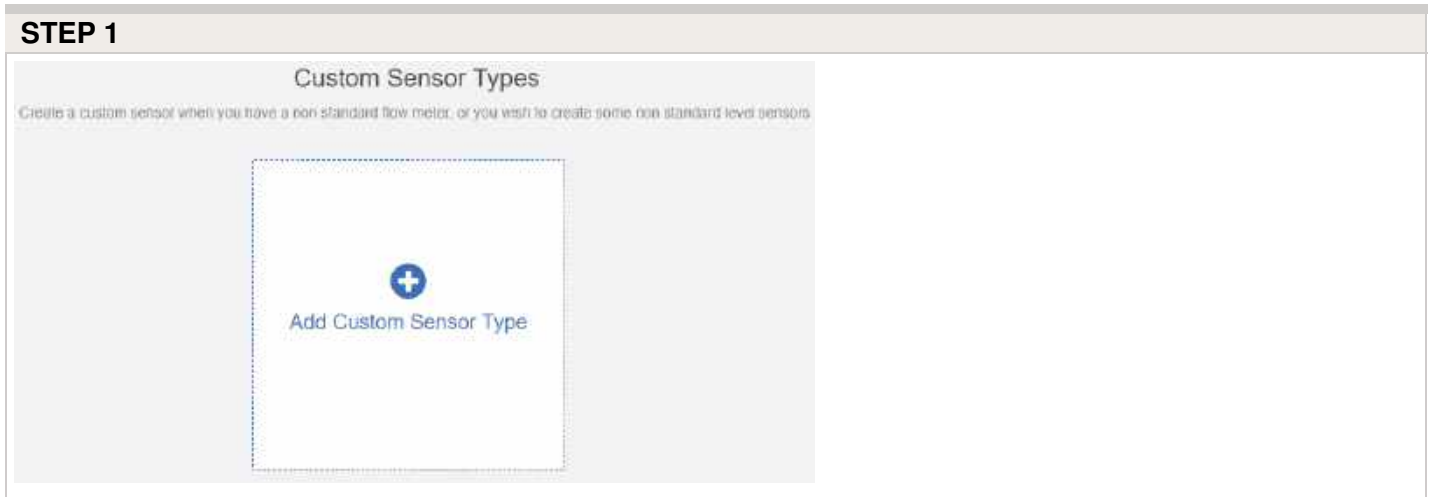 STEP 1
Custom Sensor Types
Create a custom sensor when you have a non standard flow meter, or you wish to create some non standard level sensors
Add Custom Sensor Type